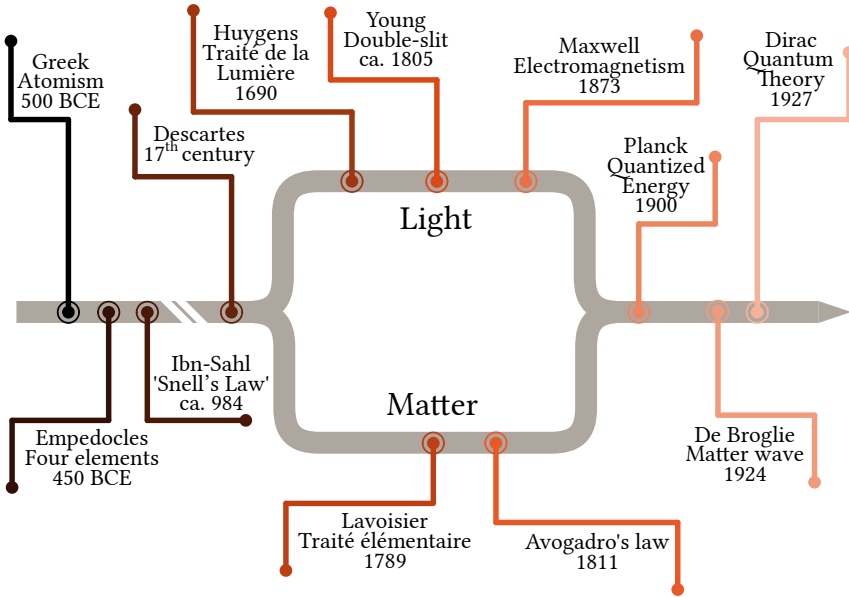 Greek
Atomism
500 BCE
Huygens
Traité de la
Lumière
1690
Young
Double-slit
ca. 1805
Maxwell
Electromagnetism
1873
Dirac
Quantum
Theory
1927
Descartes
17th century
Planck
Quantized
Energy
1900
Light
Ibn-Sahl
'Snell's Law'
ca. 984
Matter
Empedocles
Four elements
450 BCE
De Broglie
Matter wave
1924
Lavoisier
Traité élémentaire
1789
Avogadro's law
1811